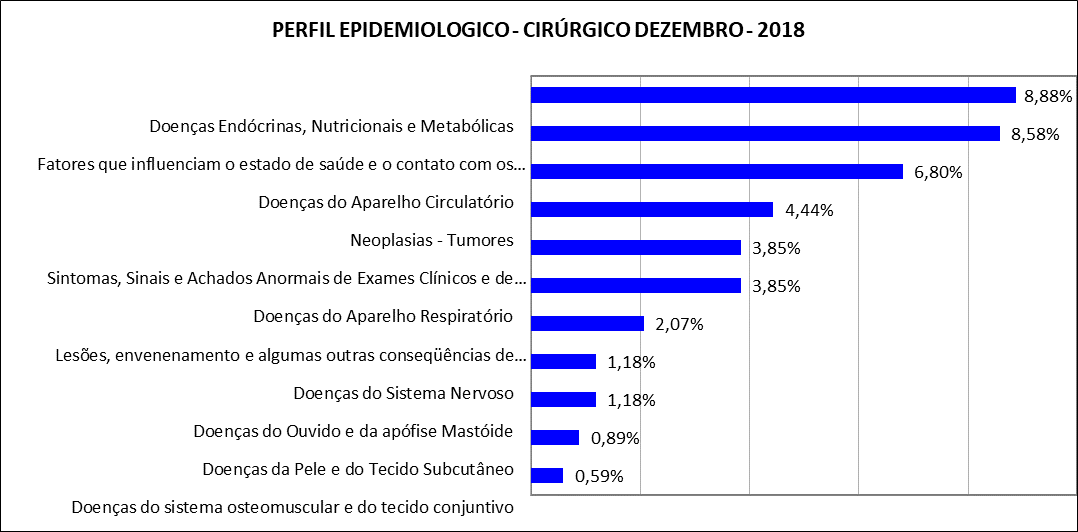 PERFIL EPIDEMIOLOGICO - CIRÚRGICO DEZEMBRO - 2018
8,88%
Doenças Endócrinas, Nutricionais e Metabólicas
8,58%
Fatores que influenciam o estado de saúde e o contato com os...
6,80%
Doenças do Aparelho Circulatório
4,44%
Neoplasias - Tumores
3,85%
Sintomas, Sinais e Achados Anormais de Exames Clínicos e de...
3,85%
Doenças do Aparelho Respiratório
2,07%
Lesões, envenenamento e algumas outras conseqüências de...
1,18%
Doenças do Sistema Nervoso
1,18%
Doenças do Ouvido e da apófise Mastóide
0,89%
Doenças da Pele e do Tecido Subcutâneo
0,59%
Doenças do sistema osteomuscular e do tecido conjuntivo